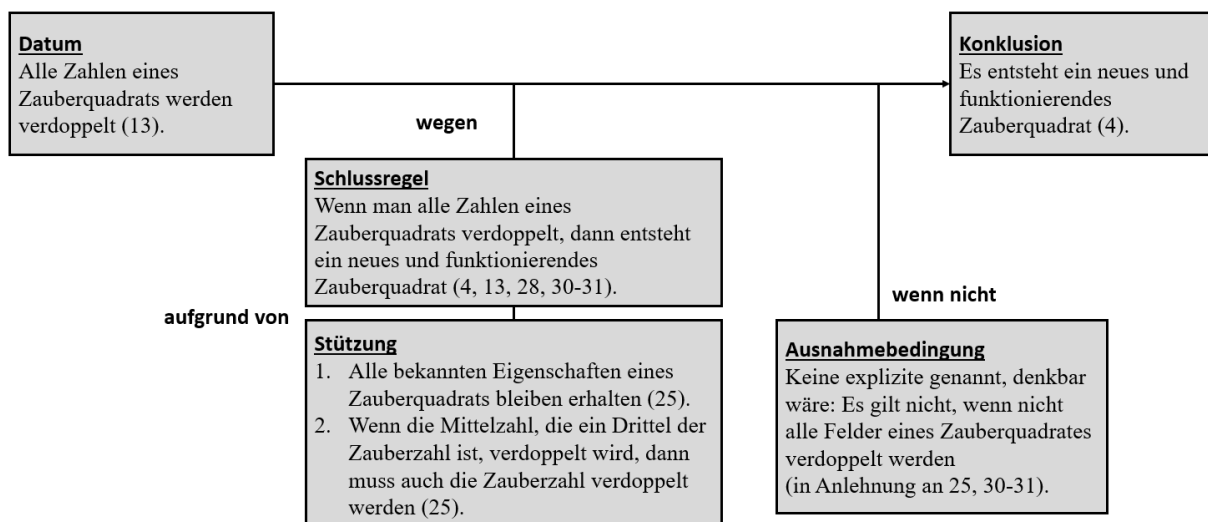 Datum
Alle Zahlen eines
Zauberquadrats werden
verdoppelt (13).
Konklusion
Es entsteht ein neues und
funktionierendes
Zauberquadrat (4).
wegen
Schlussregel
Wenn man alle Zahlen eines
Zauberquadrats verdoppelt, dann entsteht
ein neues und funktionierendes
Zauberquadrat (4, 13, 28, 30-31).
wenn nicht
aufgrund von
Stützung
1. Alle bekannten Eigenschaften eines
Zauberquadrats bleiben erhalten (25).
2. Wenn die Mittelzahl, die ein Drittel der
Zauberzahl ist, verdoppelt wird, dann
muss auch die Zauberzahl verdoppelt
werden (25).
Ausnahmebedingung
Keine explizite genannt, denkbar
wäre: Es gilt nicht, wenn nicht
alle Felder eines Zauberquadrates
verdoppelt werden
(in Anlehnung an 25, 30-31).